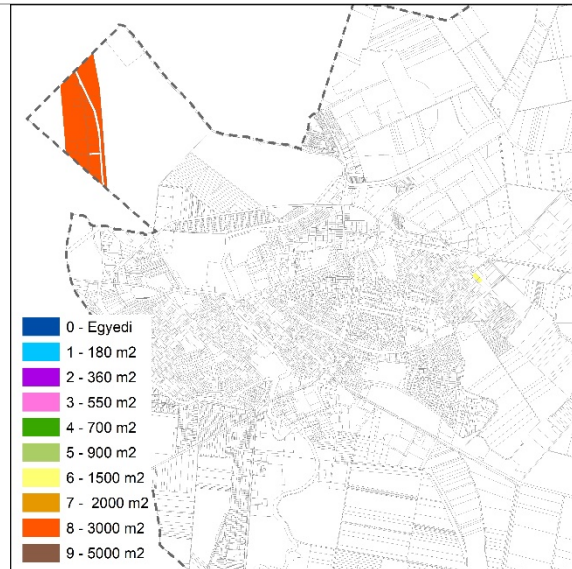 0 - Egyedi
1 - 180 m2
2 - 360 m2
3 - 550 m2
4 - 700 m2
5 - 900 m2
6 - 1500 m2
7 - 2000 m2
8 - 3000 m2
9 - 5000 m2